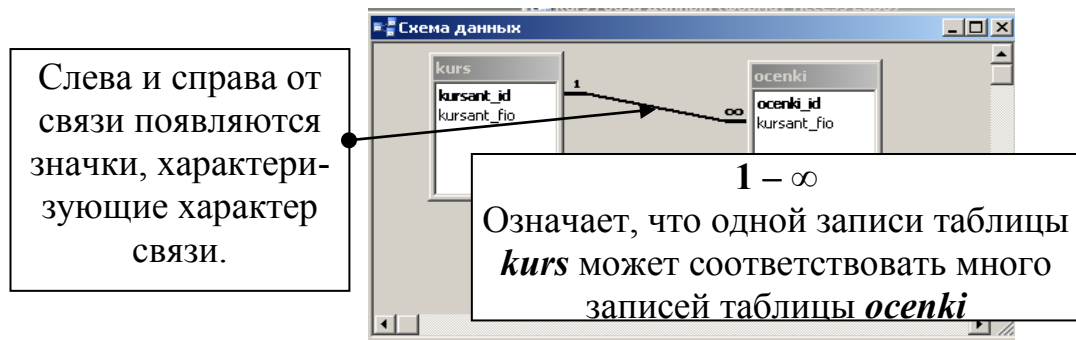 Схема данных
Слева и справа от
связи появляются
значки, характери-
зующие характер
связи.
kurs
kursant_id
kursant_fio
1
∞
ocenki
ocenki_id
kursant_fio
1 – ∞
Означает, что одной записи таблицы
kurs может соответствовать много
записей таблицы ocenki